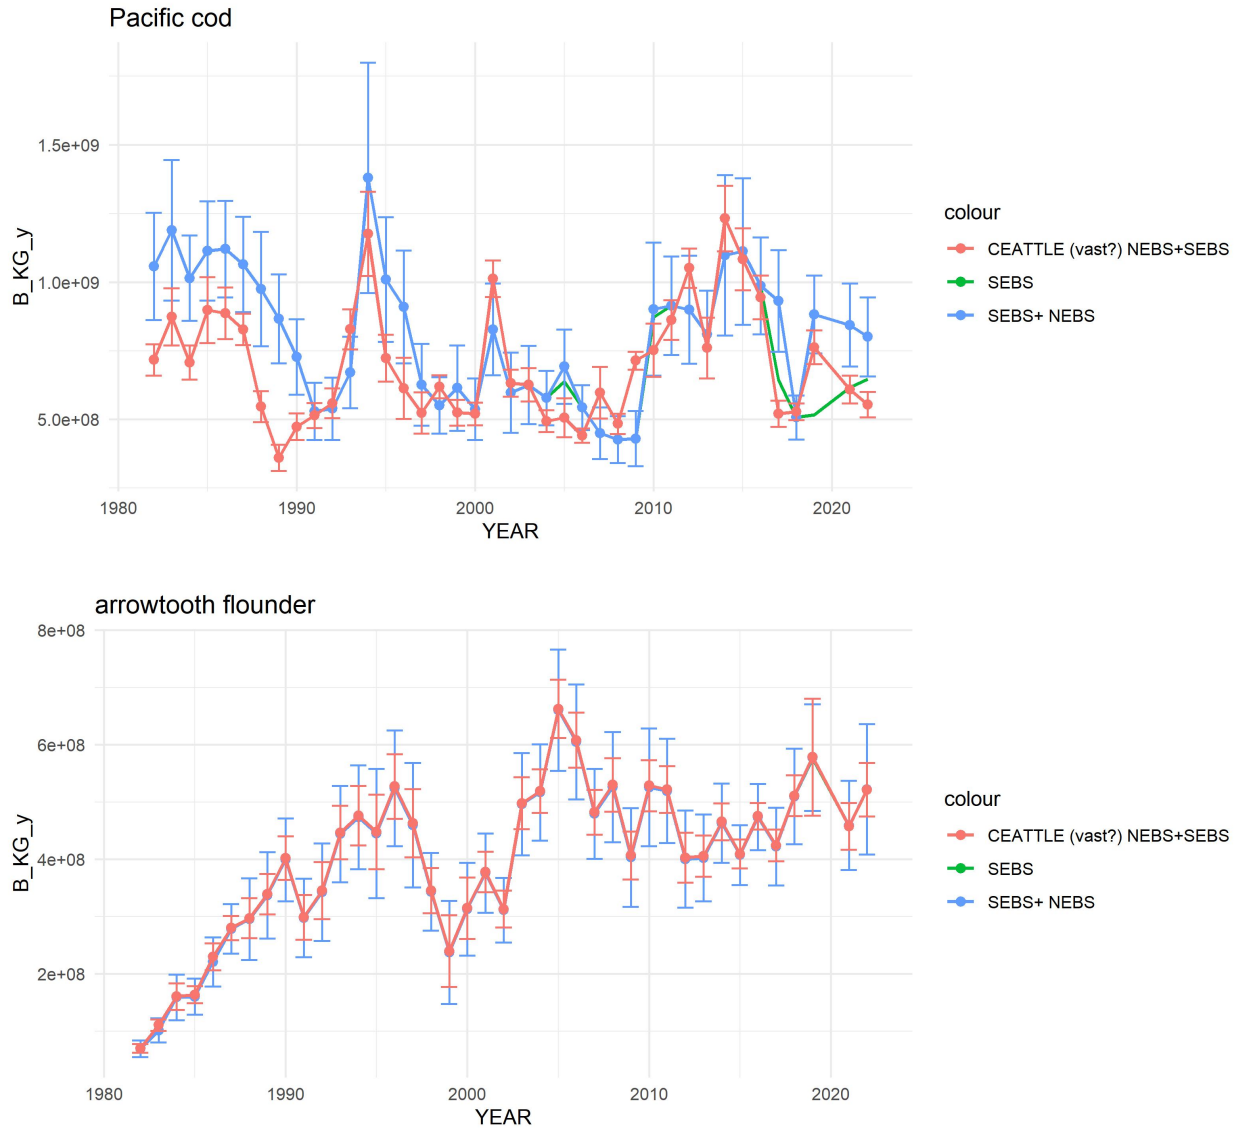 Pacific cod
1.5e+09
1.0e+09
5.0e+08
B_KG_y
1980 1990 2000 2010 2020
YEAR
colour
CEATTLE (vast?) NEBS+SEBS
SEBS
SEBS+ NEBS
arrowtooth flounder
8e+08
6e+08
4e+08
2e+08
B_KG_y
1980 1990 2000 2010 2020
YEAR
colour
CEATTLE (vast?) NEBS+SEBS
SEBS
SEBS+ NEBS